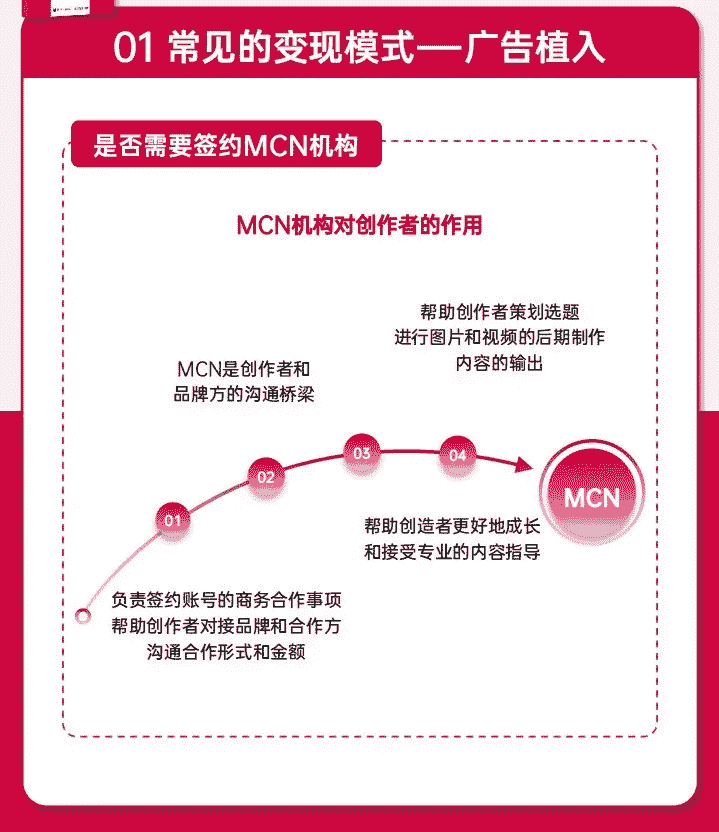 01 常见的变现模式——广告植入
是否需要签约MCN机构
MCN机构对创作者的作用
帮助创作者策划选题
进行图片和视频的后期制作
内容的输出
MCN是创作者和
品牌方的沟通桥梁
01
02
03
04
MCN
帮助创造者更好地成长
和接受专业的内容指导
负责签约账号的商务合作事项
帮助创作者对接品牌和合作方
沟通合作形式和金额